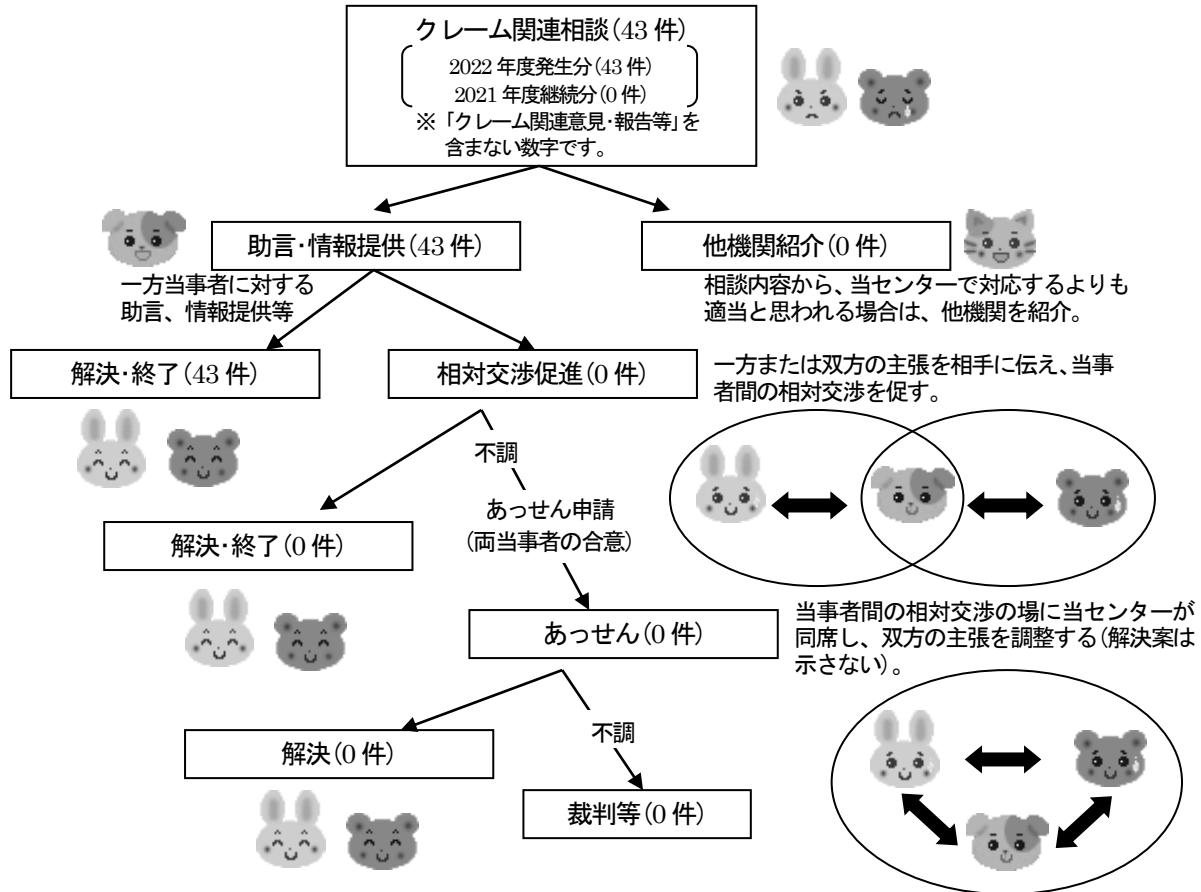 クレーム関連相談(43 件)
2022 年度発生分(43 件)
2021 年度継続分(0 件)
※「クレーム関連意見・報告等」を
含まない数字です。
助言・情報提供(43 件)
他機関紹介(0 件)
一方当事者に対する
助言、情報提供等
相談内容から、当センターで対応するよりも
適当と思われる場合は、他機関を紹介。
解決・終了(43 件)
相対交渉促進(0 件)
一方または双方の主張を相手に伝え、当事
者間の相対交渉を促す。
不調
あっせん申請
(両当事者の合意)
解決・終了(0 件)
あっせん(0 件)
当事者間の相対交渉の場に当センターが
同席し、双方の主張を調整する(解決案は
示さない)。
不調
解決(0 件)
裁判等(0 件)